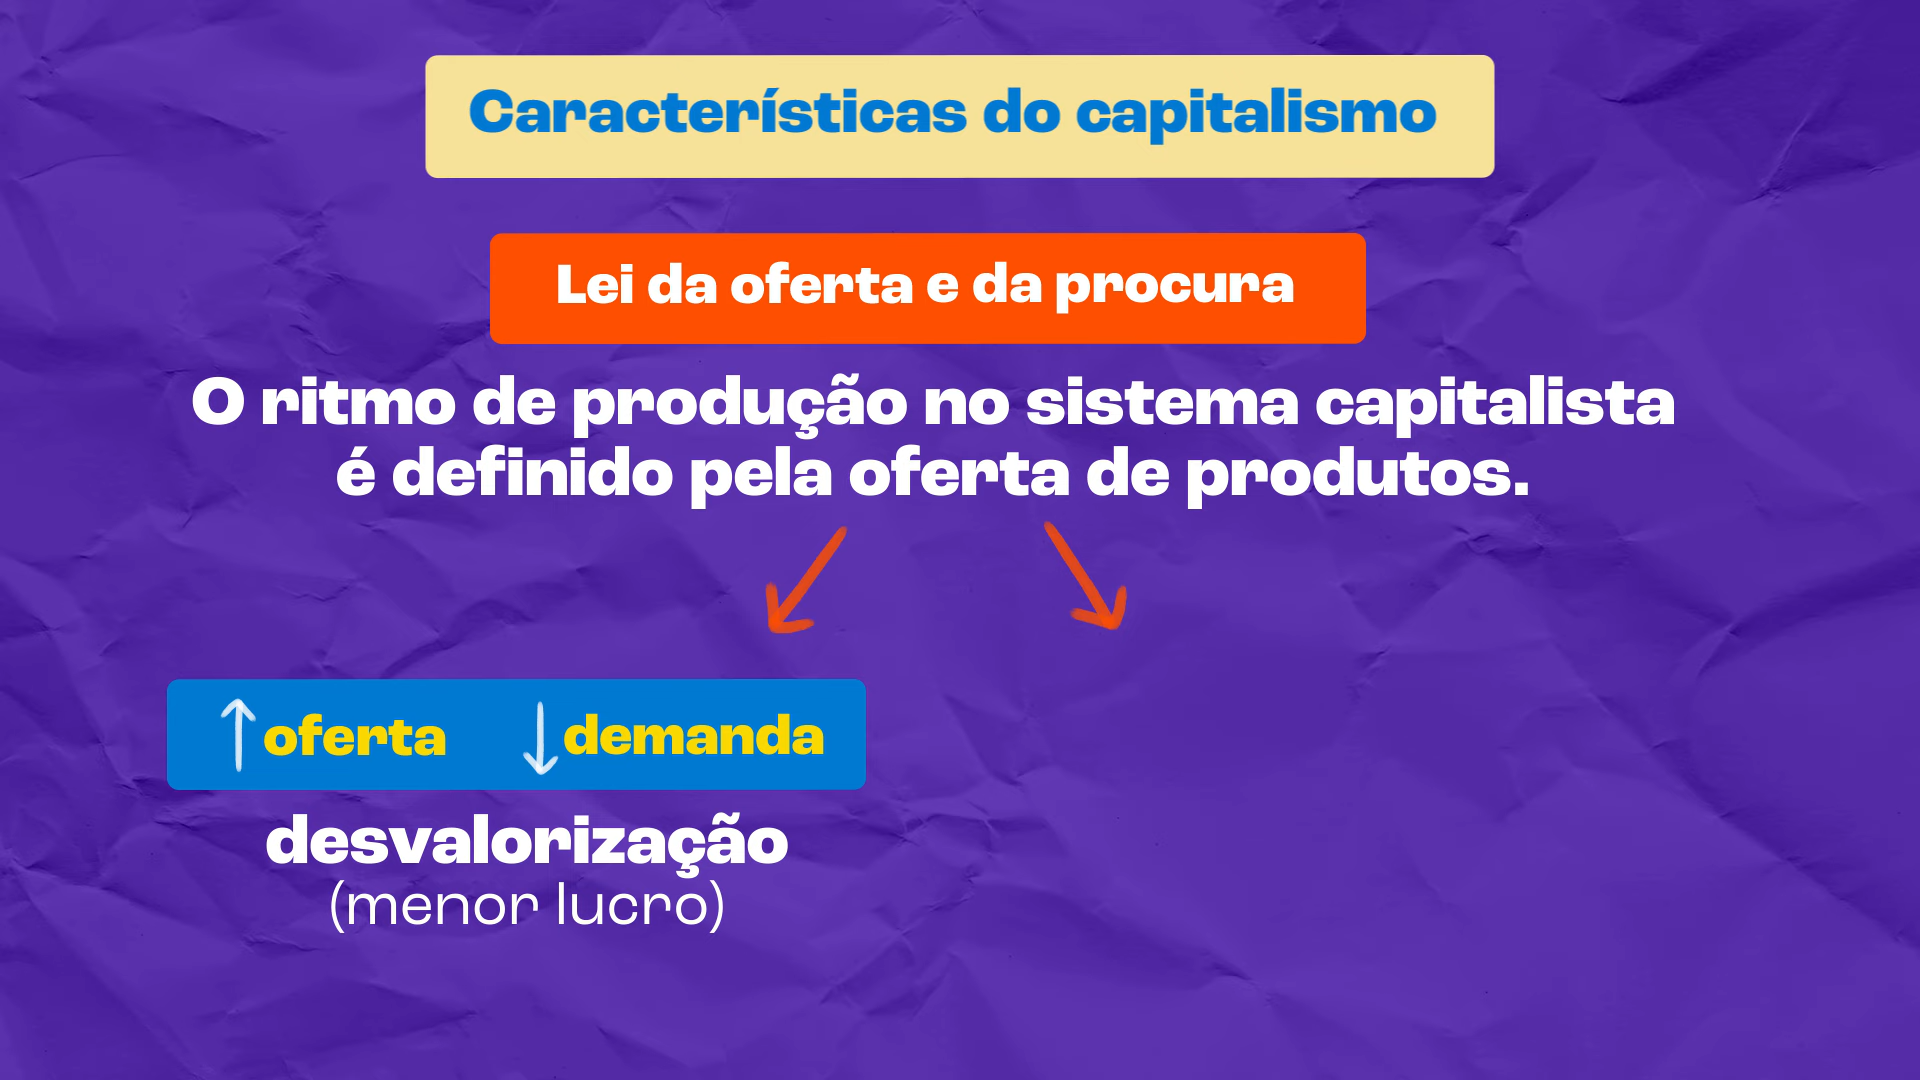 Características do capitalismo
Lei da oferta e da procura
O ritmo de produção no sistema capitalista
é definido pela oferta de produtos.
↑oferta ↓demanda
desvalorização
(menor lucro)